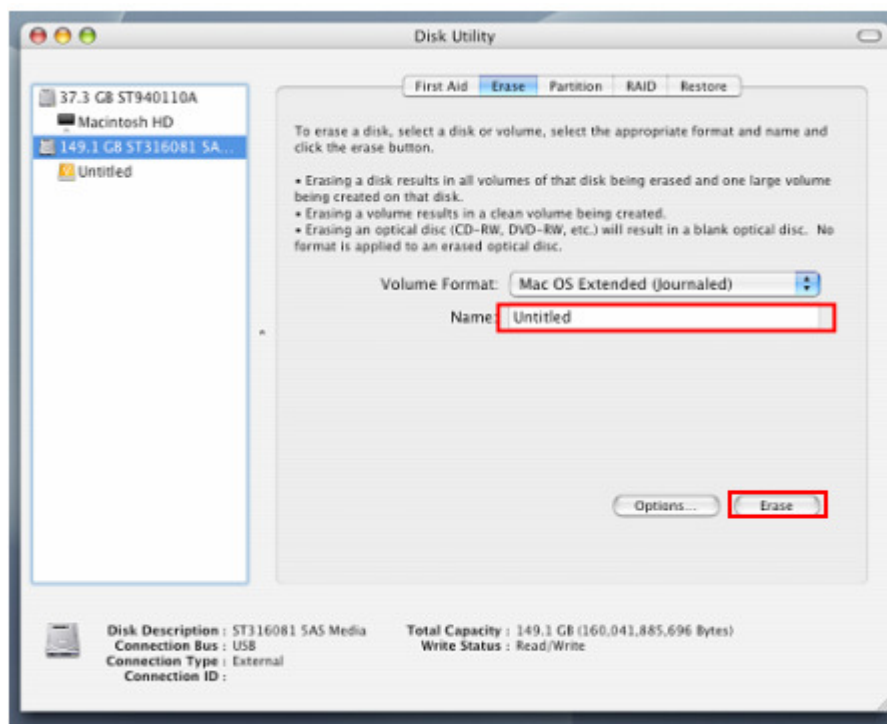 Disk Utility
37.3 GB ST940110A
Macintosh HD
149.1 GB ST316081 5A...
Untitled
First Aid Erase Partition RAID Restore
To erase a disk, select a disk or volume, select the appropriate format and name and
click the erase button.
• Erasing a disk results in all volumes of that disk being erased and one large volume
being created on that disk.
• Erasing a volume results in a clean volume being created.
• Erasing an optical disc (CD-RW, DVD-RW, etc.) will result in a blank optical disc. No
format is applied to an erased optical disc.
Volume Format: Mac OS Extended (Journaled)
Name: Untitled
Options... Erase
Disk Description : ST316081 5AS Media
Connection Bus : USB
Connection Type : External
Connection ID :
Total Capacity : 149.1 GB (160,041,885,696 Bytes)
Write Status : Read/Write